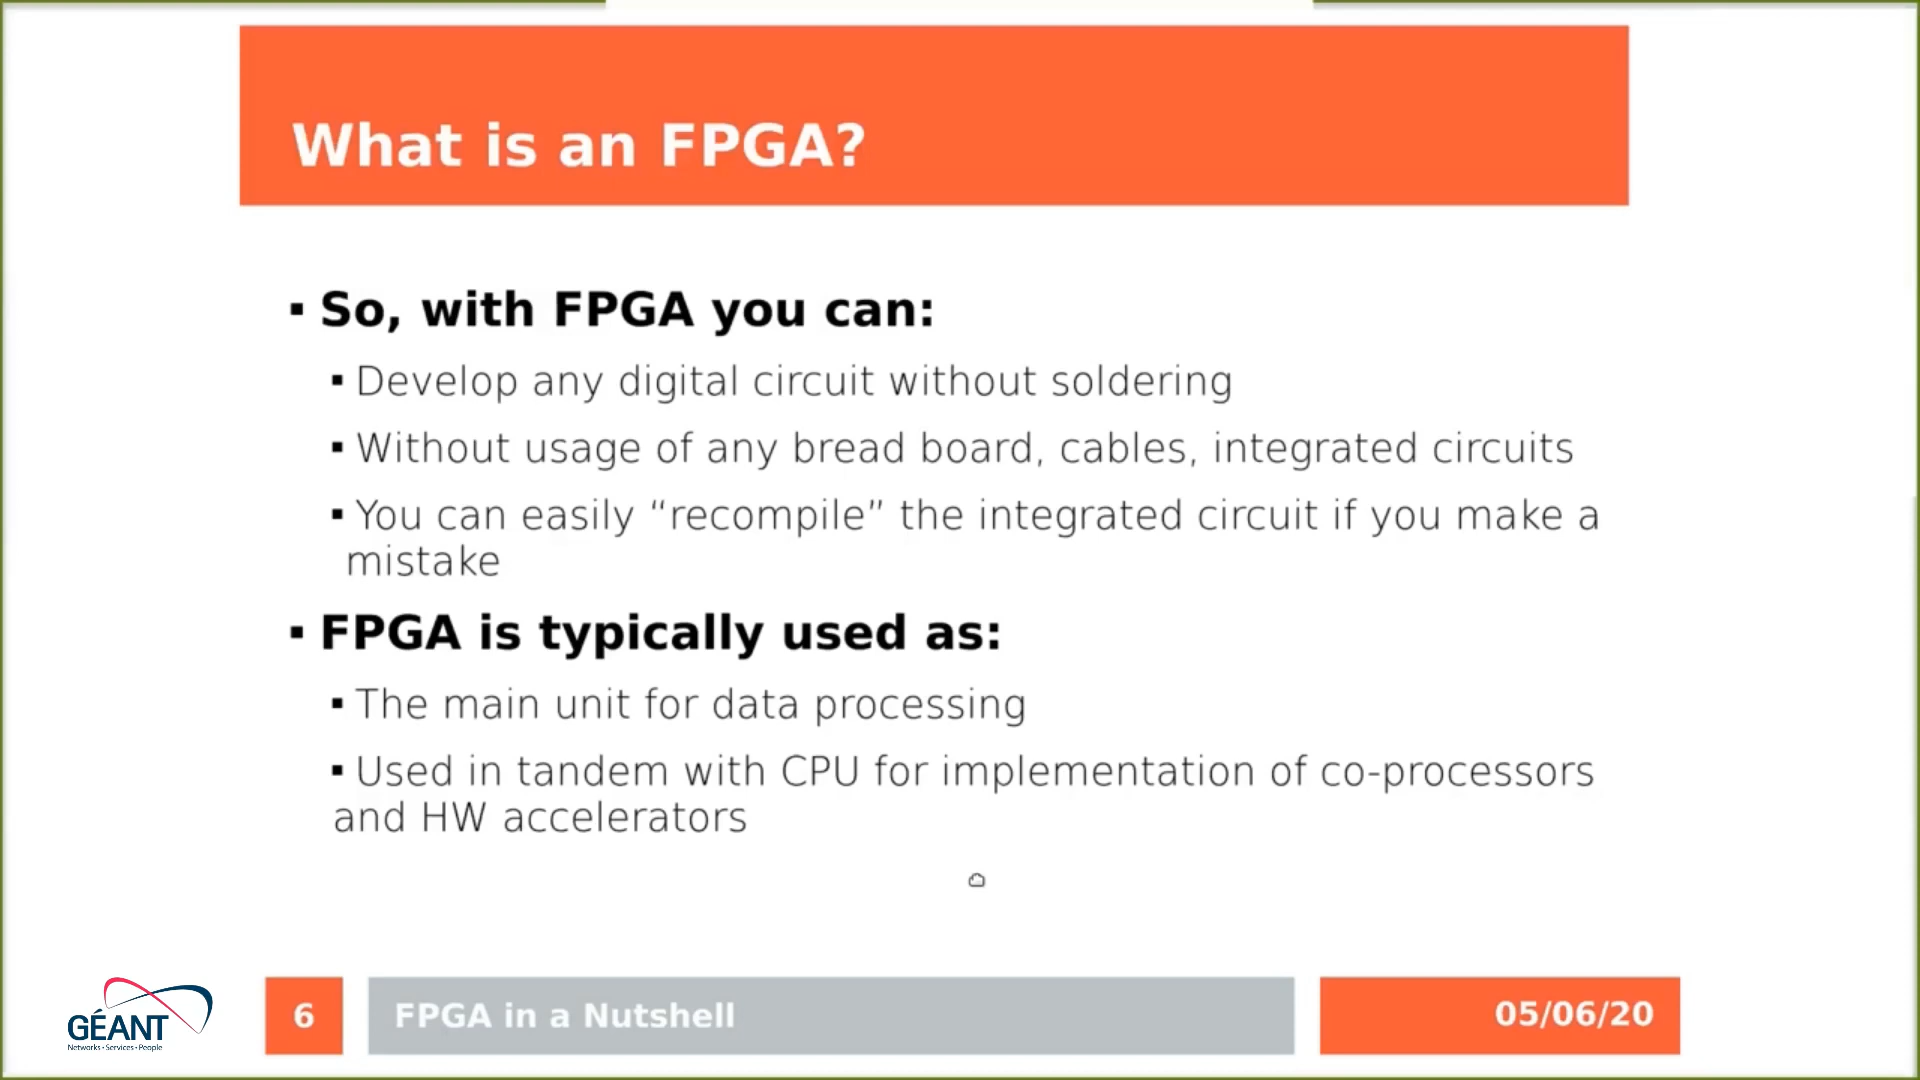 What is an FPGA?
▪ So, with FPGA you can:
▪ Develop any digital circuit without soldering
▪ Without usage of any bread board, cables, integrated circuits
▪ You can easily “recompile” the integrated circuit if you make a
mistake
▪ FPGA is typically used as:
▪ The main unit for data processing
▪ Used in tandem with CPU for implementation of co-processors
and HW accelerators
GÉANT
Networks • Services • People
6
FPGA in a Nutshell
05/06/20